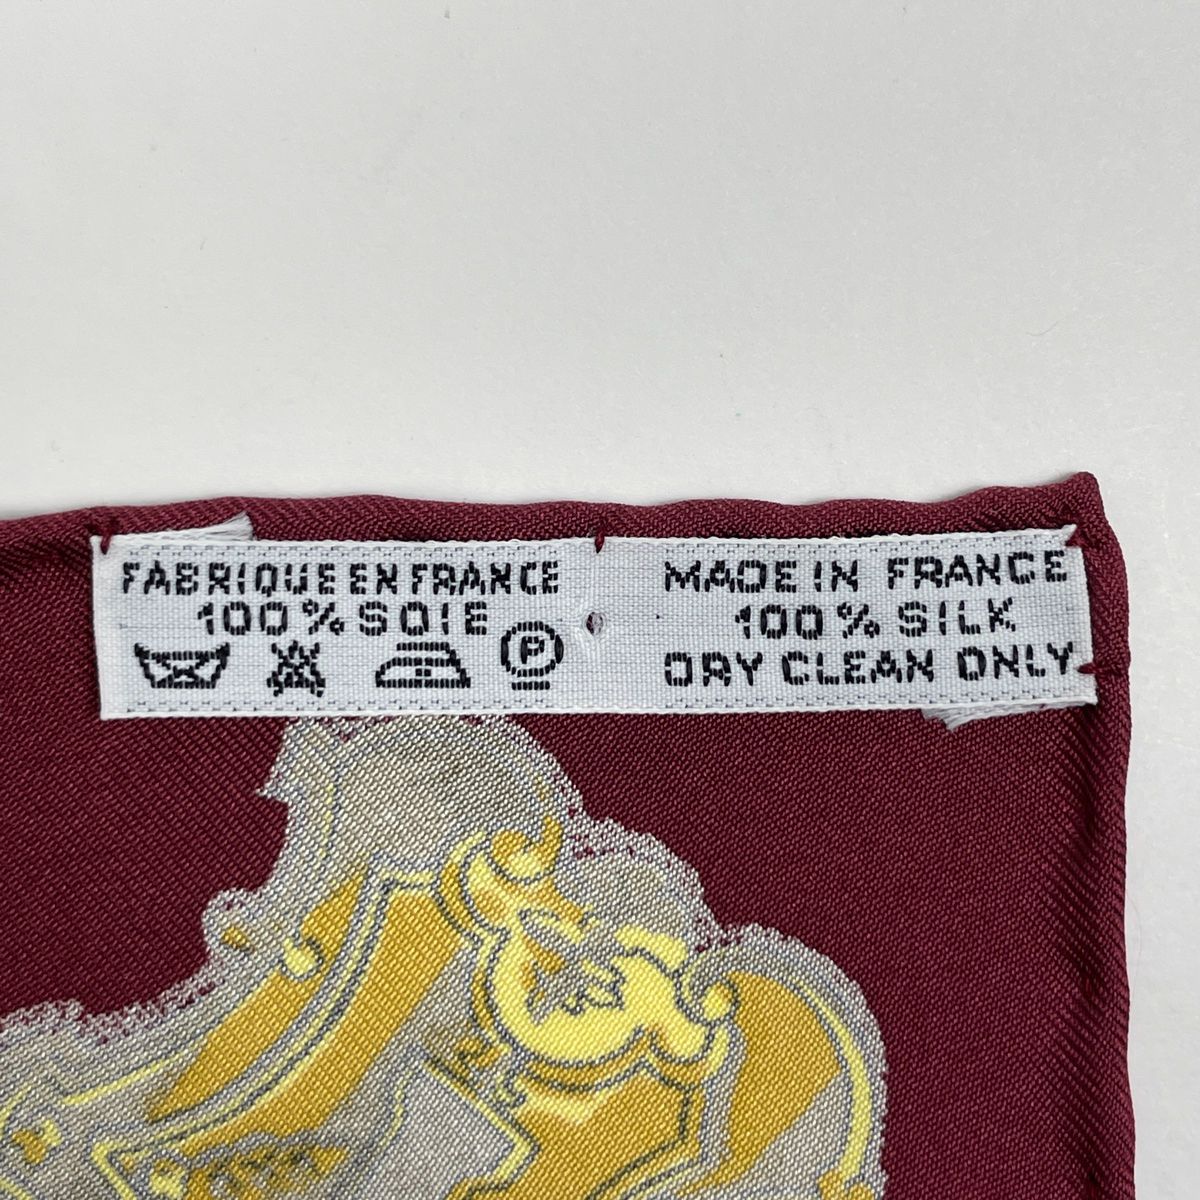 FABRIQUE EN FRANCE
100% SOIE
P
MADE IN FRANCE
100% SILK
DRY CLEAN ONLY